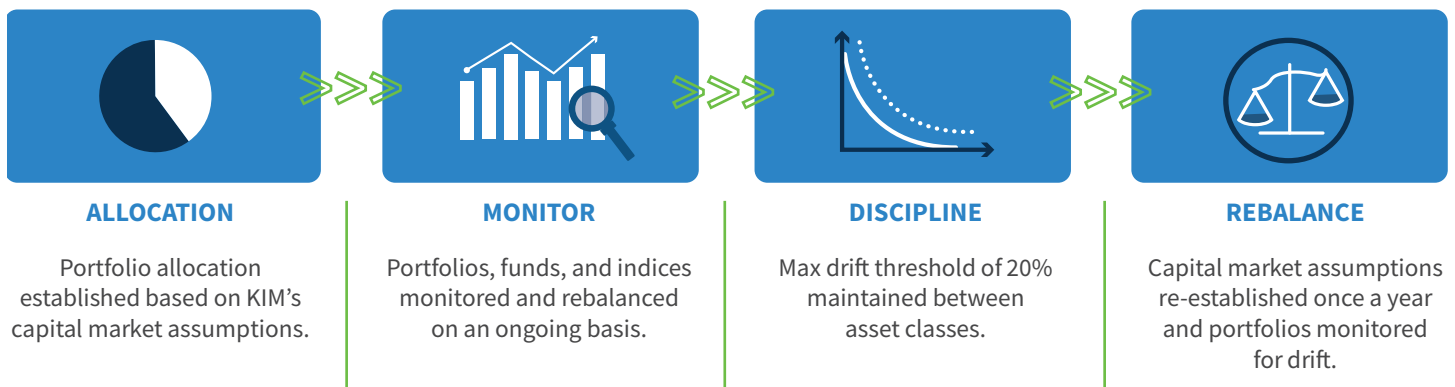 ALLOCATION
Portfolio allocation
established based on KIM's
capital market assumptions.
MONITOR
Portfolios, funds, and indices
monitored and rebalanced
on an ongoing basis.
DISCIPLINE
Max drift threshold of 20%
maintained between
asset classes.
REBALANCE
Capital market assumptions
re-established once a year
and portfolios monitored
for drift.